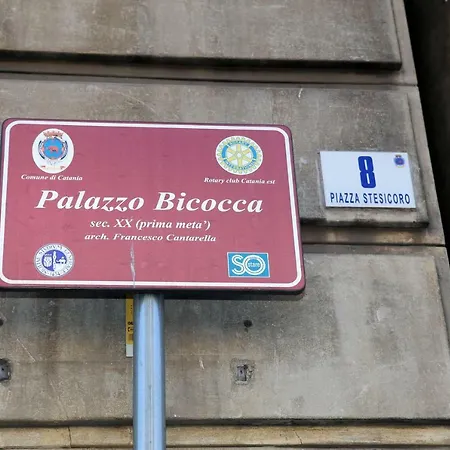 Comune di Catania
Rotary club Catania est
Palazzo Bicocca
sec. XX (prima meta')
arch. Francesco Cantarella
8
PIAZZA STESICORO